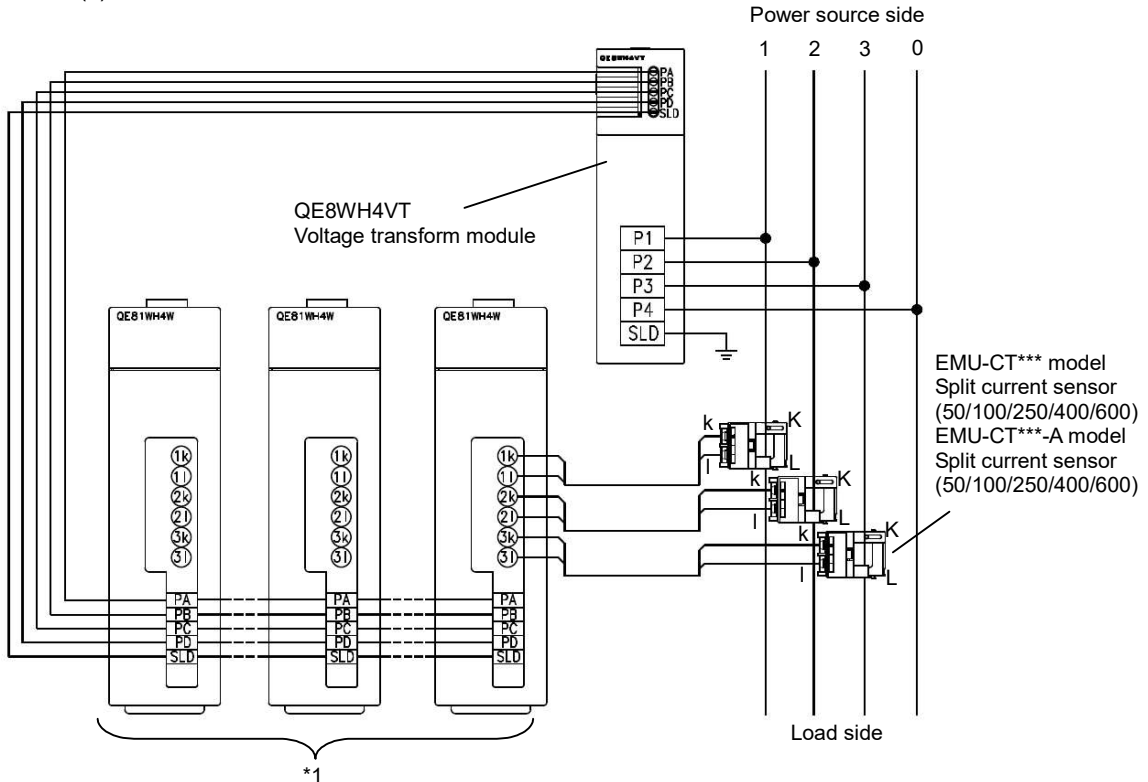 Power source side
1 2 3 0
QE8WH4VT
PA
PB
PC
PD
SLD
QE8WH4VT
Voltage transform module
P1
P2
P3
P4
SLD
QE81WH4W
QE81WH4W
QE81WH4W
EMU-CT*** model
Split current sensor
(50/100/250/400/600)
EMU-CT***-A model
Split current sensor
(50/100/250/400/600)
k K
l L
k K
l L
k K
l L
1k
1l
2k
2l
3k
3l
1k
1l
2k
2l
3k
3l
1k
1l
2k
2l
3k
3l
PA PA PA
PB PB PB
PC PC PC
PD PD PD
SLD SLD SLD
Load side
*1